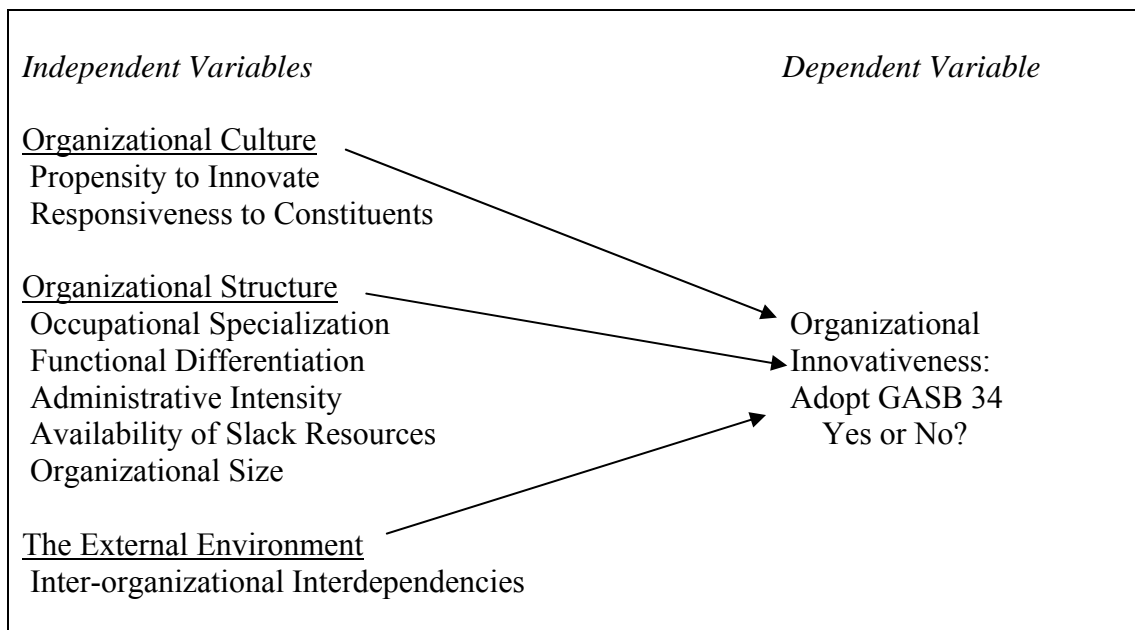 Independent Variables
Dependent Variable
Organizational Culture
Propensity to Innovate
Responsiveness to Constituents
Organizational Structure
Occupational Specialization
Functional Differentiation
Administrative Intensity
Availability of Slack Resources
Organizational Size
The External Environment
Inter-organizational Interdependencies
Organizational
Innovativeness:
Adopt GASB 34
Yes or No?